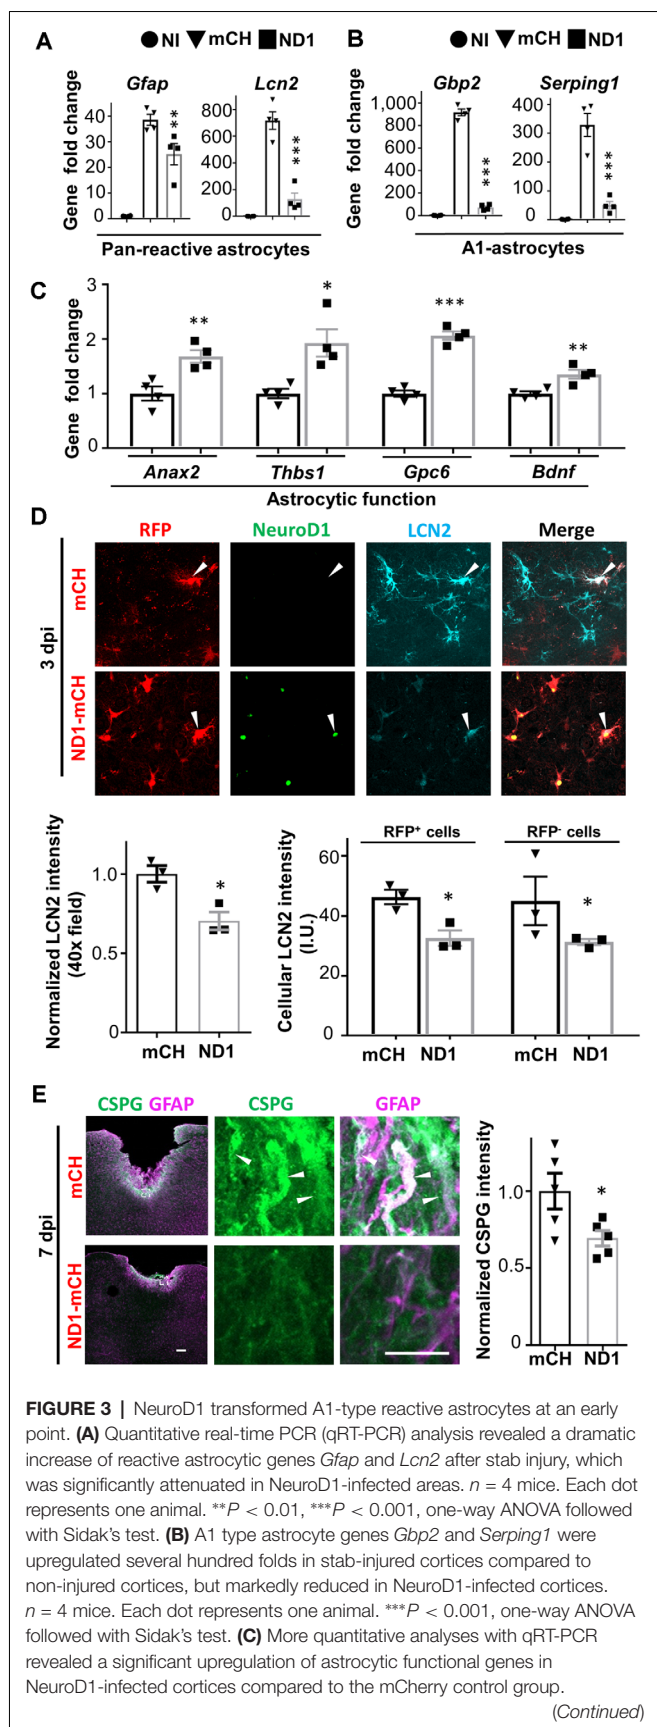 A
● NI ▼ mCH ■ ND1
Gfap
Lcn2
Gene fold change
40
30
20
10
0
**
800
600
400
200
0
***
Pan-reactive astrocytes
B
● NI ▼ mCH ■ ND1
Gbp2
Serping1
Gene fold change
1,000
800
600
400
200
0
***
400
300
200
100
0
***
A1-astrocytes
C
Gene fold change
3
2
1
0
**
*
***
**
Anax2
Thbs1
Gpc6
Bdnf
Astrocytic function
D
RFP
NeuroD1
LCN2
Merge
3 dpi
mCH
ND1-mCH
Normalized LCN2 intensity
(40x field)
1.0
0.5
0
*
mCH
ND1
Cellular LCN2 intensity
(I.U.)
60
40
20
0
RFP+ cells
RFP- cells
*
*
mCH
ND1
mCH
ND1
E
CSPG GFAP
CSPG
GFAP
7 dpi
mCH
ND1-mCH
Normalized CSPG intensity
1.0
0.5
0
*
mCH
ND1
FIGURE 3 | NeuroD1 transformed A1-type reactive astrocytes at an early
point. (A) Quantitative real-time PCR (qRT-PCR) analysis revealed a dramatic
increase of reactive astrocytic genes Gfap and Lcn2 after stab injury, which
was significantly attenuated in NeuroD1-infected areas. n = 4 mice. Each dot
represents one animal. **P < 0.01, ***P < 0.001, one-way ANOVA followed
with Sidak's test. (B) A1 type astrocyte genes Gbp2 and Serping1 were
upregulated several hundred folds in stab-injured cortices compared to
non-injured cortices, but markedly reduced in NeuroD1-infected cortices.
n = 4 mice. Each dot represents one animal. ***P < 0.001, one-way ANOVA
followed with Sidak's test. (C) More quantitative analyses with qRT-PCR
revealed a significant upregulation of astrocytic functional genes in
NeuroD1-infected cortices compared to the mCherry control group.
(Continued)